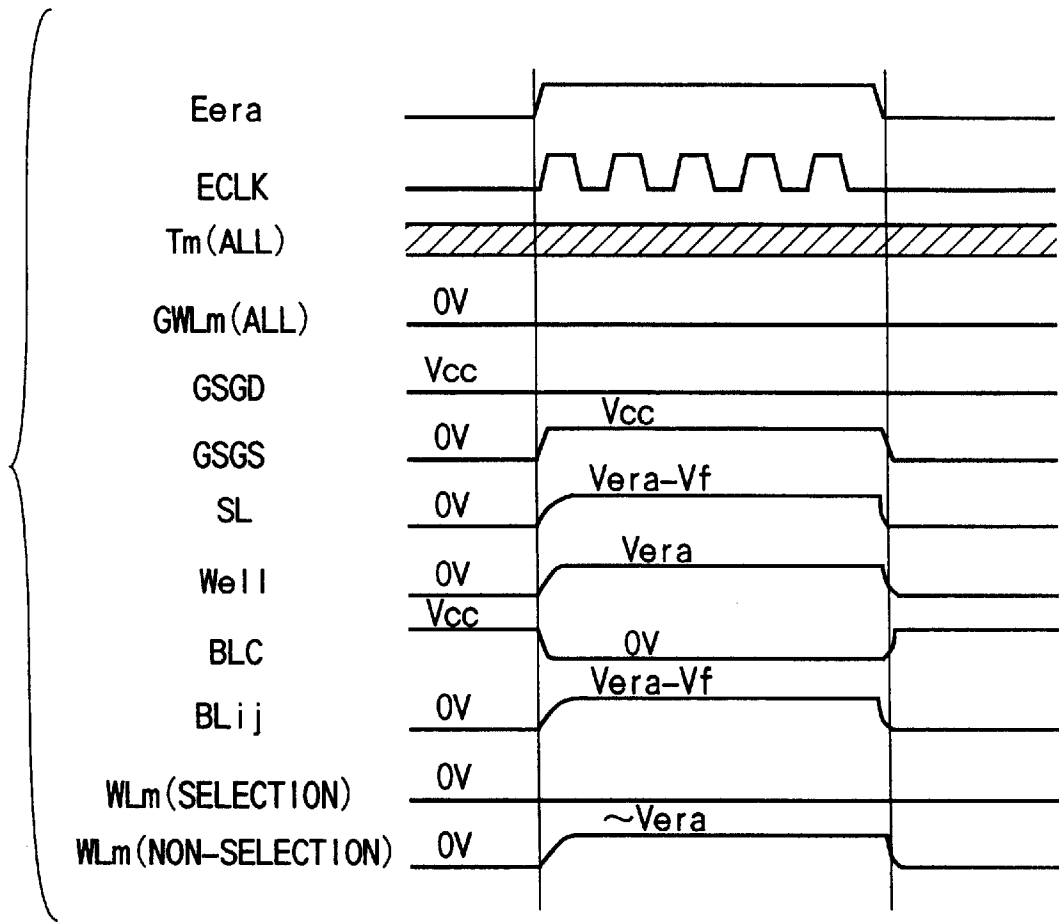 Eera
ECLK
Tm(ALL)
GWLm(ALL) 0V
GSGD Vcc
GSGS 0V Vcc
SL 0V Vera-Vf
Well 0V Vera
BLC Vcc 0V
BLij 0V Vera-Vf
WLm(SELECTION) 0V
WLm(NON-SELECTION) 0V ~Vera